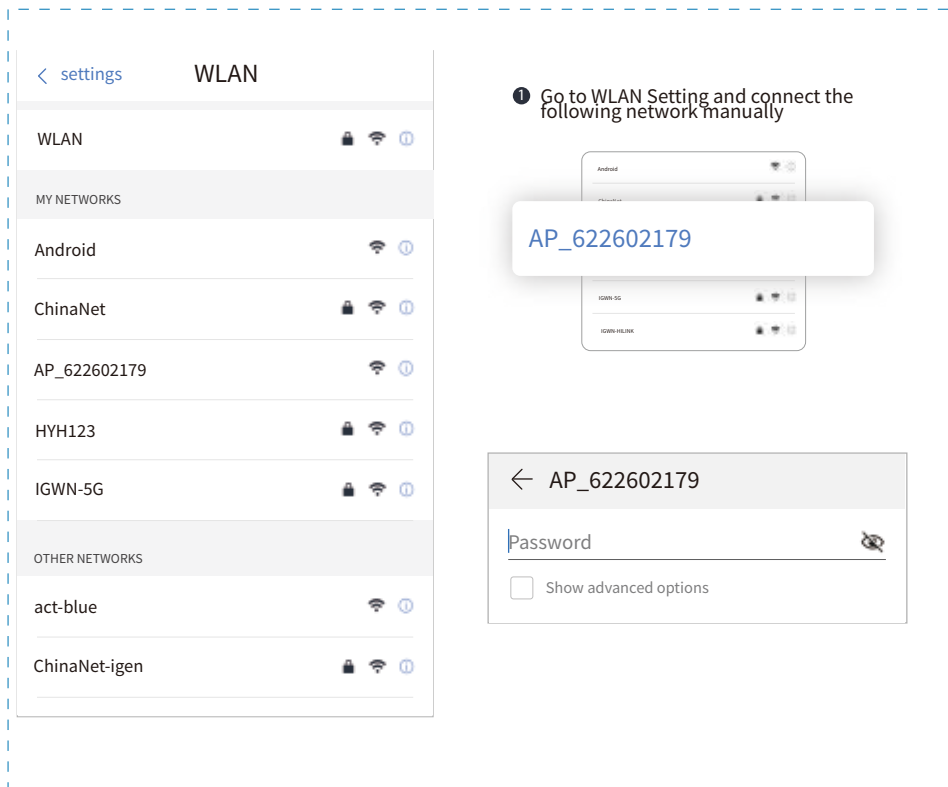 settings WLAN
WLAN
MY NETWORKS
Android
ChinaNet
AP_622602179
HYH123
IGWN-5G
OTHER NETWORKS
act-blue
ChinaNet-igen
1 Go to WLAN Setting and connect the
following network manually
Android
ChinaNet
AP_622602179
IGWN-5G
IGWN-HILINK
AP_622602179
Password
Show advanced options